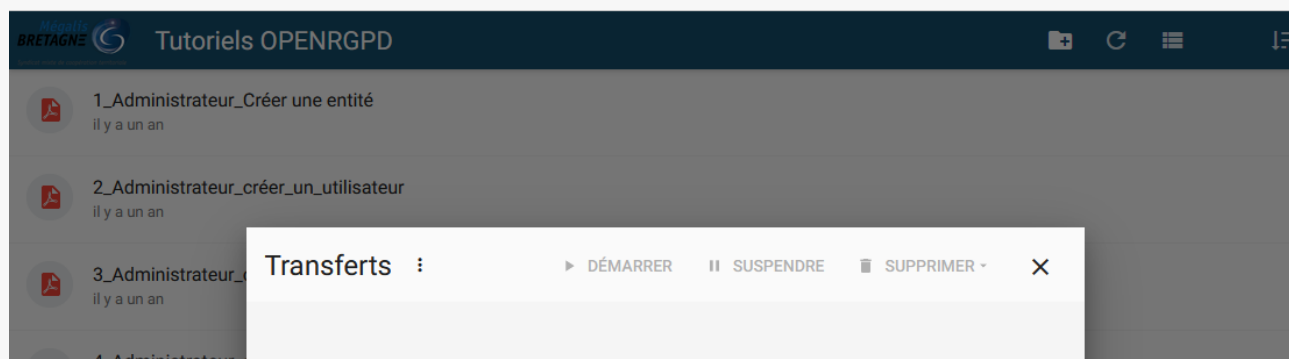 Mégalis
BRETAGNE
Tutoriels OPENRGPD
1_Administrateur_Créer une entité
il y a un an
2_Administrateur_créer_un_utilisateur
il y a un an
3_Administrateur_
il y a un an
Transferts
DÉMARRER
SUSPENDRE
SUPPRIMER